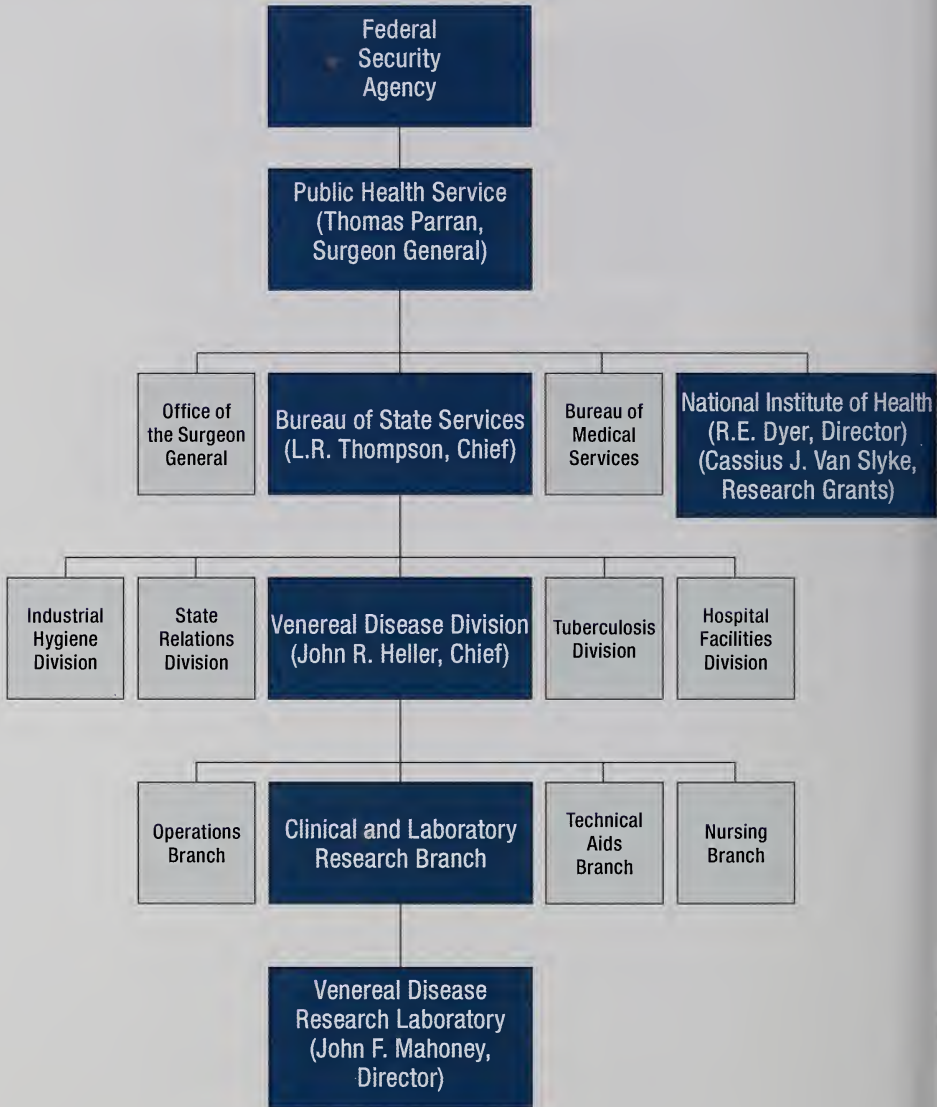 Federal
Security
Agency
Public Health Service
(Thomas Parran,
Surgeon General)
Office of
the Surgeon
General
Bureau of State Services
(L.R. Thompson, Chief)
Bureau of
Medical
Services
National Institute of Health
(R.E. Dyer, Director)
(Cassius J. Van Slyke,
Research Grants)
Industrial
Hygiene
Division
State
Relations
Division
Venereal Disease Division
(John R. Heller, Chief)
Tuberculosis
Division
Hospital
Facilities
Division
Operations
Branch
Clinical and Laboratory
Research Branch
Technical
Aids
Branch
Nursing
Branch
Venereal Disease
Research Laboratory
(John F. Mahoney,
Director)